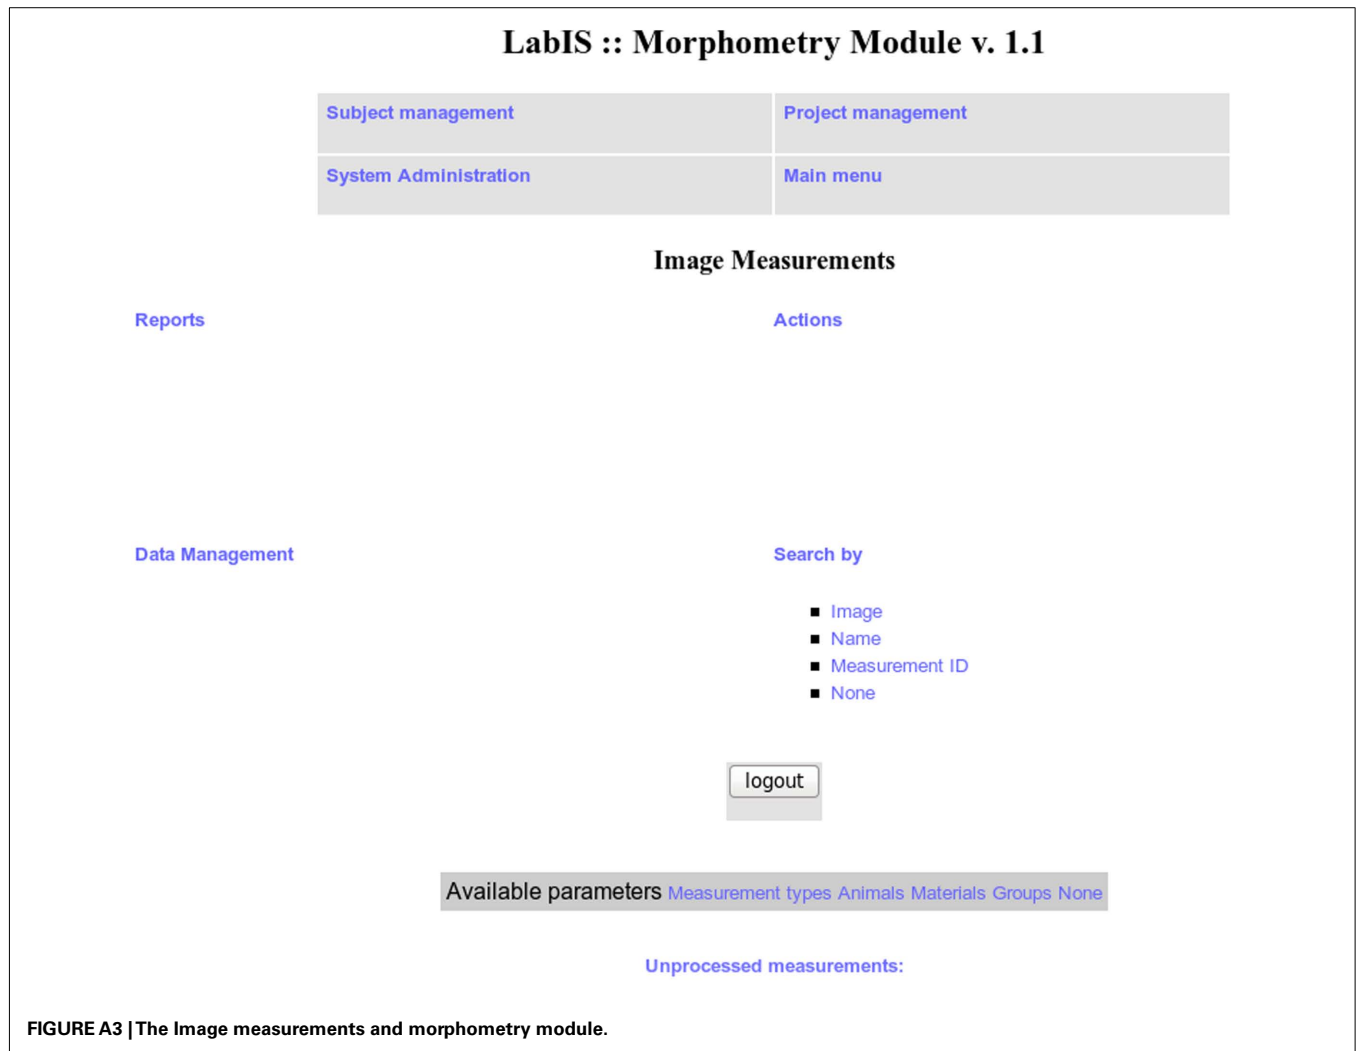 LabIS :: Morphometry Module v. 1.1
Subject management Project management
System Administration Main menu
Image Measurements
Reports Actions
Data Management Search by
Image
Name
Measurement ID
None
logout
Available parameters Measurement types Animals Materials Groups None
Unprocessed measurements:
FIGURE A3 | The Image measurements and morphometry module.